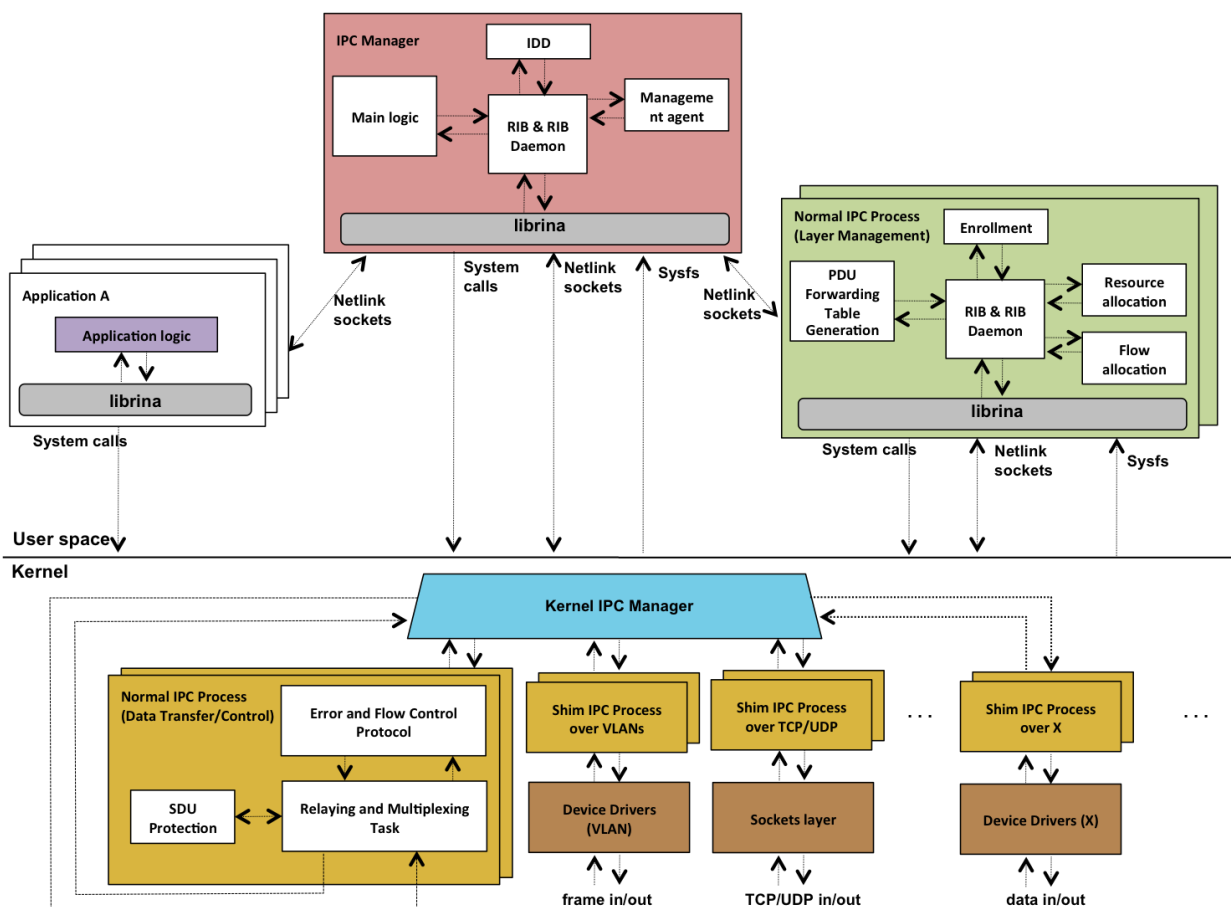 IPC Manager
IDD
Main logic
RIB & RIB
Daemon
Manageme
nt agent
librina
Normal IPC Process
(Layer Management)
Enrollment
PDU
Forwarding
Table
Generation
RIB & RIB
Daemon
Resource
allocation
Flow
allocation
librina
Application A
Application logic
librina
Netlink
sockets
System
calls
Netlink
sockets
Sysfs
Netlink
sockets
System calls
System calls
Netlink
sockets
Sysfs
User space
Kernel
Kernel IPC Manager
Normal IPC Process
(Data Transfer/Control)
Error and Flow Control
Protocol
SDU
Protection
Relaying and Multiplexing
Task
Shim IPC Process
over VLANs
Shim IPC Process
over TCP/UDP
. . .
Shim IPC Process
over X
. . .
Device Drivers
(VLAN)
Sockets layer
Device Drivers (X)
frame in/out
TCP/UDP in/out
data in/out